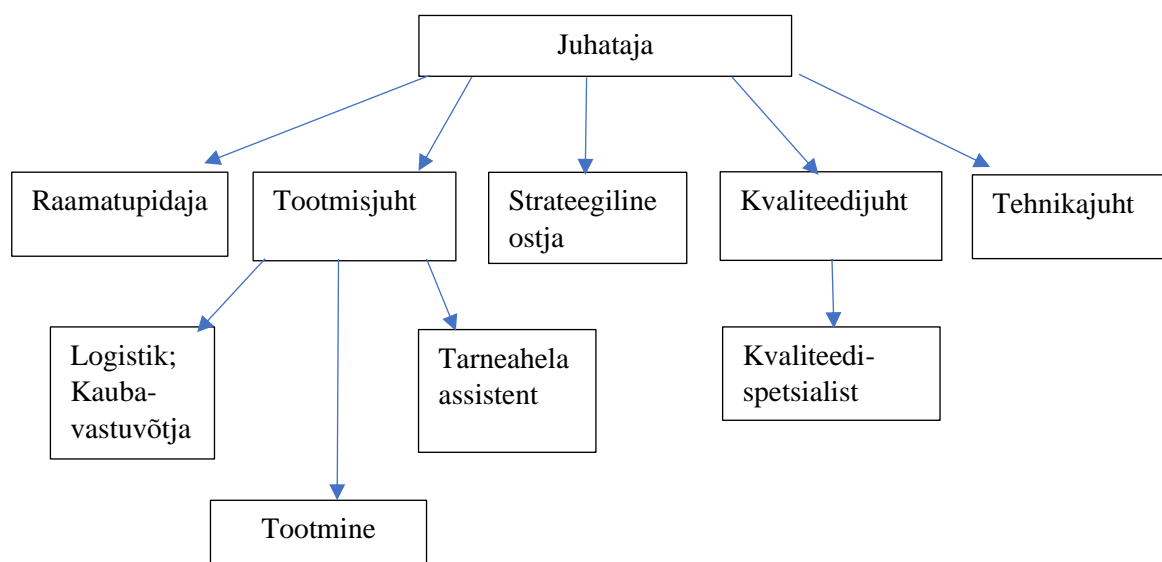 Juhataja
Raamatupidaja
Tootmisjuht
Strateegiline
ostja
Kvaliteedijuht
Tehnikajuht
Logistik;
Kauba-
vastuvõtja
Tarneahela
assistent
Kvaliteedi-
spetsialist
Tootmine